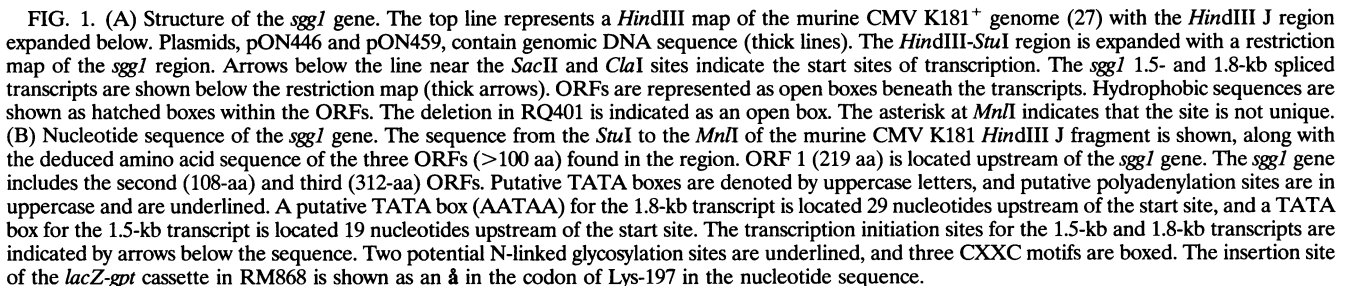 FIG. 1. (A) Structure of the sgg1 gene. The top line represents a HindIII map of the murine CMV K181+ genome (27) with the HindIII J region
expanded below. Plasmids, pON446 and pON459, contain genomic DNA sequence (thick lines). The HindIII-StuI region is expanded with a restriction
map of the sgg1 region. Arrows below the line near the SacII and ClaI sites indicate the start sites of transcription. The sgg1 1.5- and 1.8-kb spliced
transcripts are shown below the restriction map (thick arrows). ORFs are represented as open boxes beneath the transcripts. Hydrophobic sequences are
shown as hatched boxes within the ORFs. The deletion in RQ401 is indicated as an open box. The asterisk at MnlI indicates that the site is not unique.
(B) Nucleotide sequence of the sgg1 gene. The sequence from the StuI to the MnlI of the murine CMV K181 HindIII J fragment is shown, along with
the deduced amino acid sequence of the three ORFs (>100 aa) found in the region. ORF 1 (219 aa) is located upstream of the sgg1 gene. The sgg1 gene
includes the second (108-aa) and third (312-aa) ORFs. Putative TATA boxes are denoted by uppercase letters, and putative polyadenylation sites are in
uppercase and are underlined. A putative TATA box (AATAA) for the 1.8-kb transcript is located 29 nucleotides upstream of the start site, and a TATA
box for the 1.5-kb transcript is located 19 nucleotides upstream of the start site. The transcription initiation sites for the 1.5-kb and 1.8-kb transcripts are
indicated by arrows below the sequence. Two potential N-linked glycosylation sites are underlined, and three CXXC motifs are boxed. The insertion site
of the lacZ-gpt cassette in RM868 is shown as an å in the codon of Lys-197 in the nucleotide sequence.